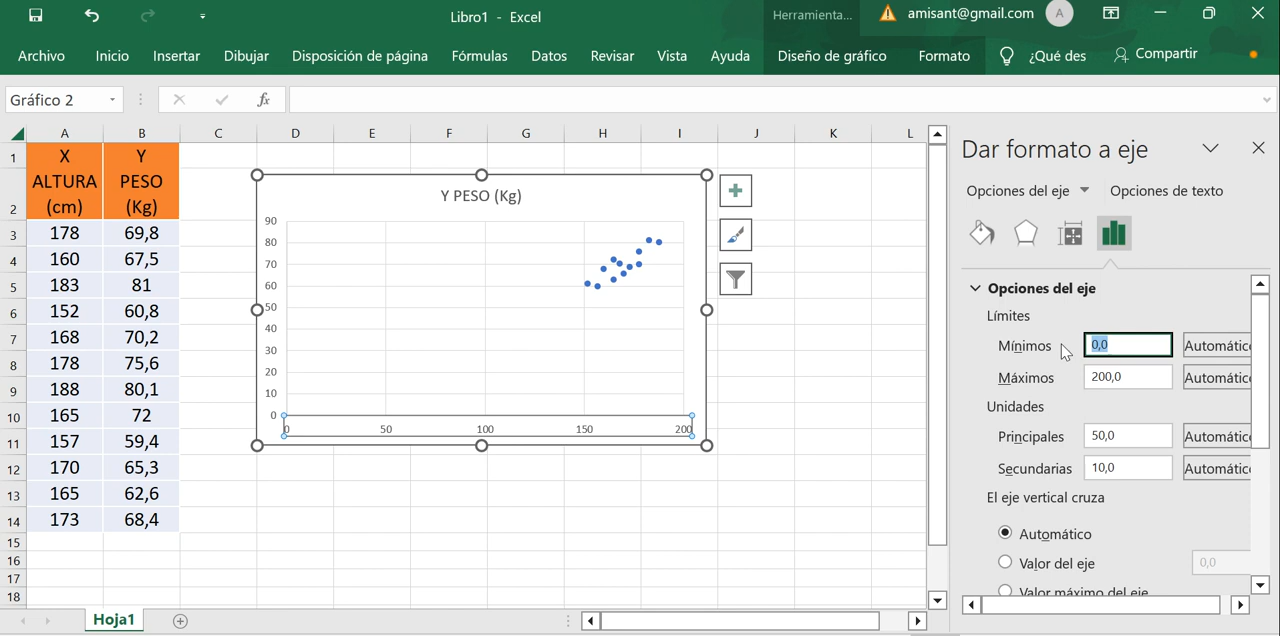 Libro1 - Excel
Herramienta...
amisant@gmail.com
A
Archivo Inicio Insertar Dibujar Disposición de página Fórmulas Datos Revisar Vista Ayuda Diseño de gráfico Formato ¿Qué des Compartir
Gráfico 2
fx
A B C D E F G H I J K L
1 X Y
ALTURA PESO
2 (cm) (Kg)
3 178 69,8
4 160 67,5
5 183 81
6 152 60,8
7 168 70,2
8 178 75,6
9 188 80,1
10 165 72
11 157 59,4
12 170 65,3
13 165 62,6
14 173 68,4
15
16
17
18
Y PESO (Kg)
90
80
70
60
50
40
30
20
10
0
0 50 100 150 200
Hoja1
Dar formato a eje
Opciones del eje Opciones de texto
Opciones del eje
Límites
Mínimos 0,0 Automátic
Máximos 200,0 Automátic
Unidades
Principales 50,0 Automátic
Secundarias 10,0 Automátic
El eje vertical cruza
Automático
Valor del eje 0,0
Valor máximo del eje